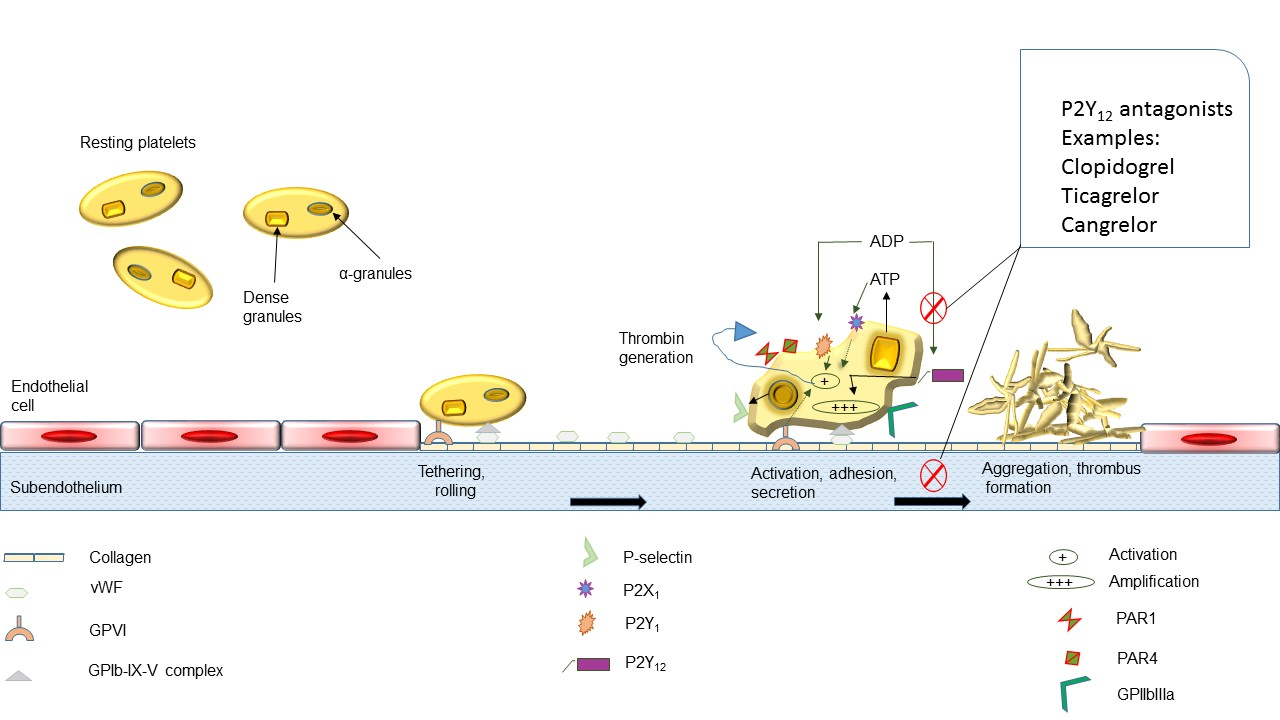 P2Y₁₂ antagonists
Examples:
Clopidogrel
Ticagrelor
Cangrelor
Resting platelets
α-granules
Dense
granules
ADP
ATP
Thrombin
generation
+
+++
Endothelial
cell
Subendothelium
Tethering,
rolling
Activation, adhesion,
secretion
Aggregation, thrombus
formation
Collagen
vWF
GPVI
GPIb-IX-V complex
P-selectin
P2X₁
P2Y₁
P2Y₁₂
+ Activation
+++ Amplification
PAR1
PAR4
GPIIbIIIa